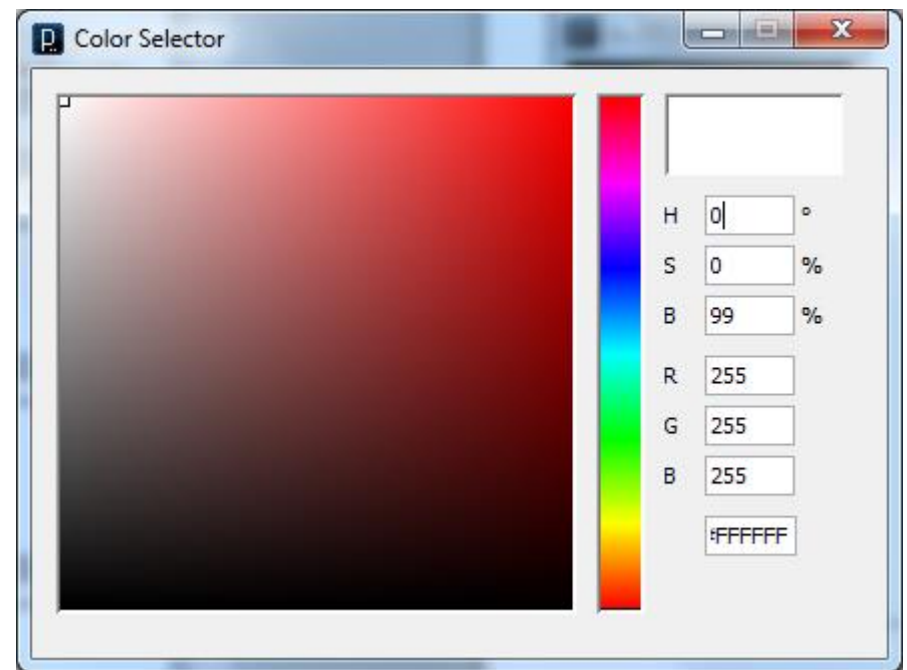 p. Color Selector
H 0 °
S 0 %
B 99 %
R 255
G 255
B 255
#FFFFFF